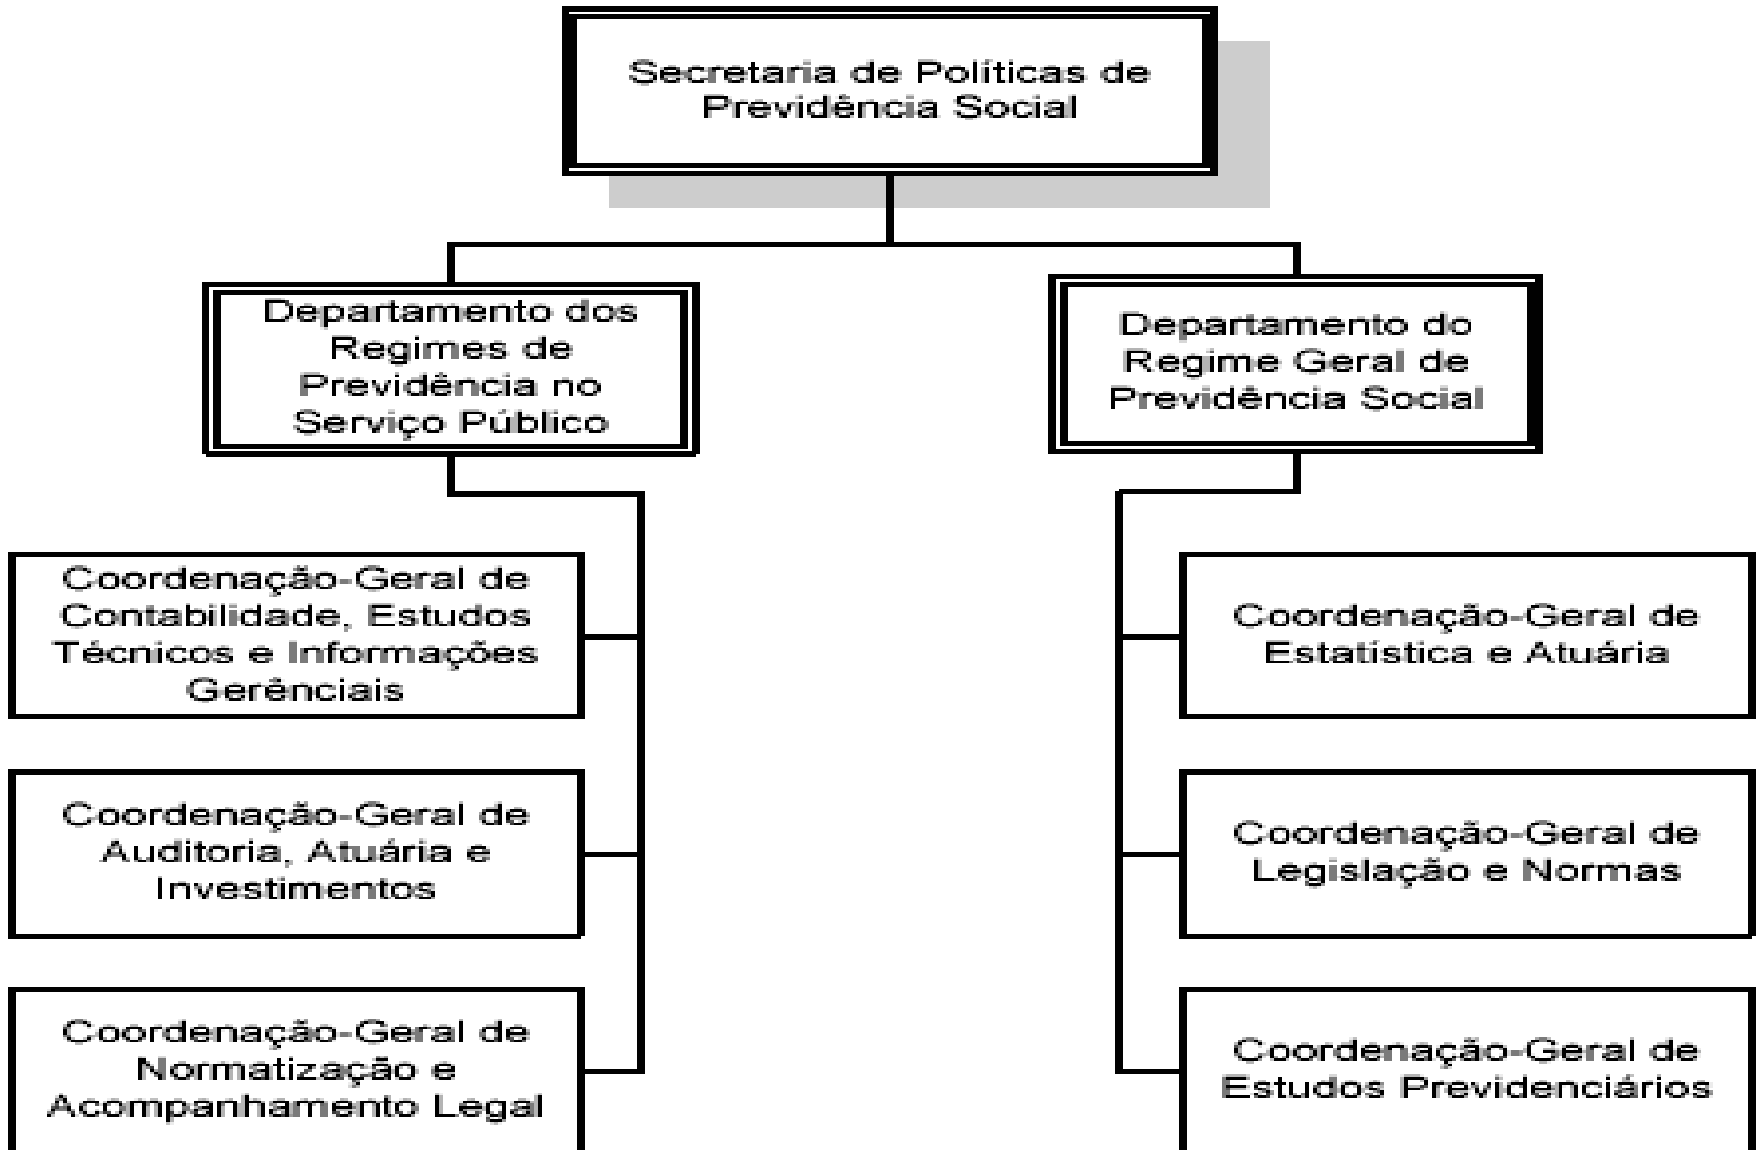 Secretaria de Políticas de
Previdência Social
Departamento dos
Regimes de
Previdência no
Serviço Público
Departamento do
Regime Geral de
Previdência Social
Coordenação-Geral de
Contabilidade, Estudos
Técnicos e Informações
Gerênciais
Coordenação-Geral de
Estatística e Atuária
Coordenação-Geral de
Auditoria, Atuária e
Investimentos
Coordenação-Geral de
Legislação e Normas
Coordenação-Geral de
Normatização e
Acompanhamento Legal
Coordenação-Geral de
Estudos Previdenciários